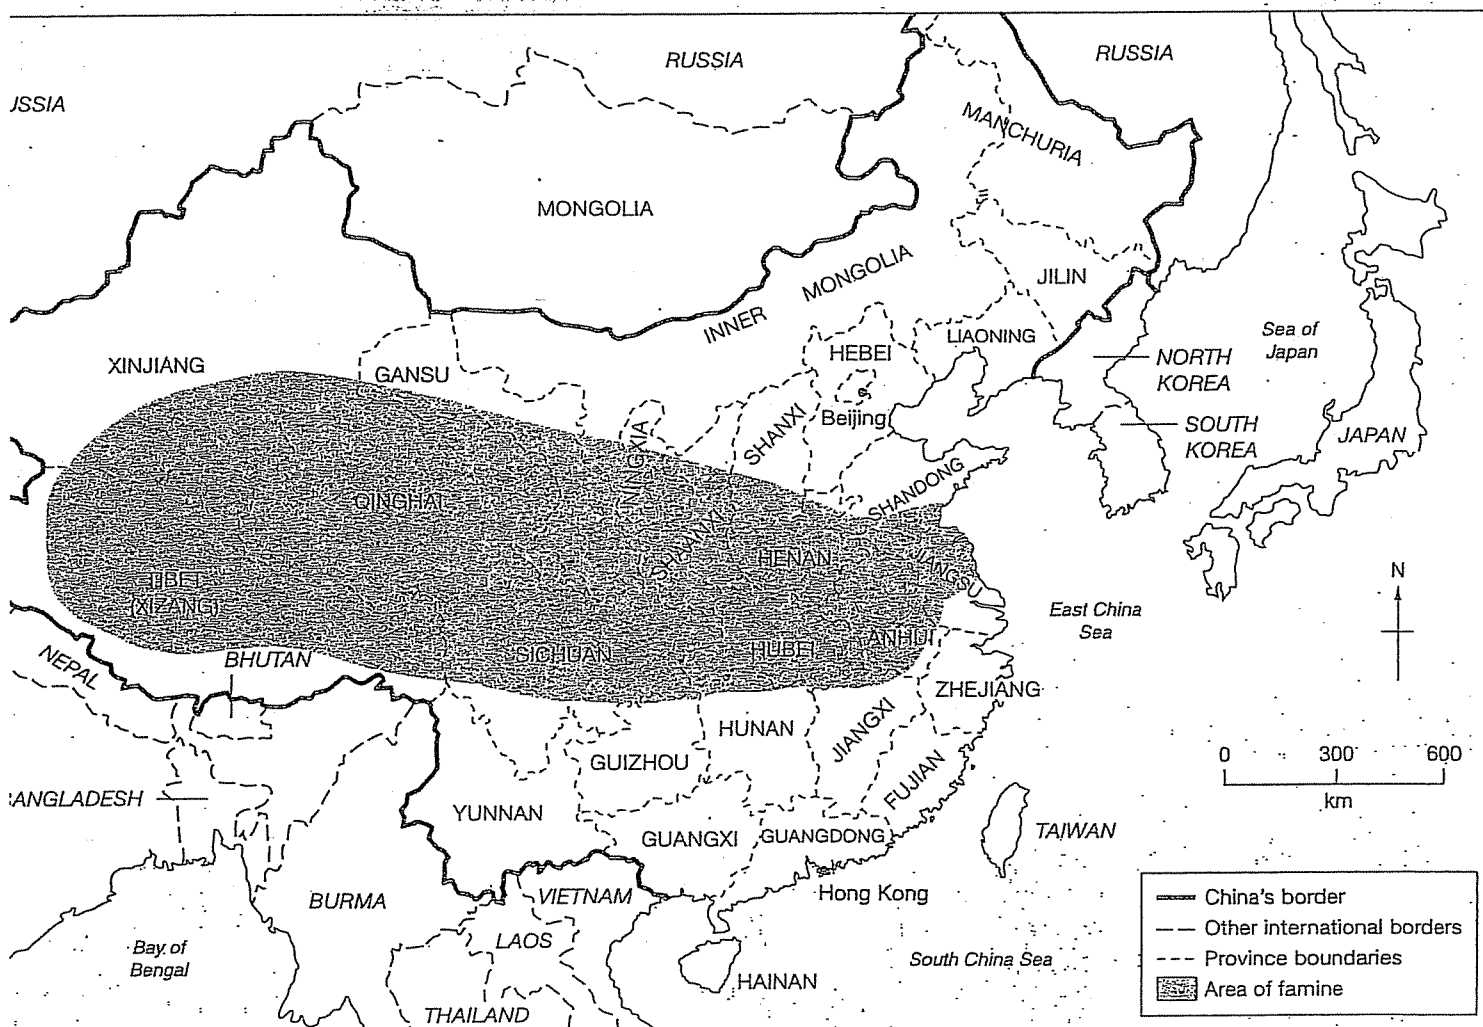 RUSSIA
RUSSIA
USSIA
MANCHURIA
MONGOLIA
INNER MONGOLIA
JILIN
LIAONING
HEBEI
Beijing
XINJIANG
GANSU
NINGXIA
SHANXI
SHANDONG
NORTH
KOREA
SOUTH
KOREA
Sea of
Japan
JAPAN
QINGHAI
SHAANXI
HENAN
JIANGSU
TIBET
(XIZANG)
SICHUAN
HUBEI
ANHUI
East China
Sea
N
NEPAL
BHUTAN
ZHEJIANG
HUNAN
JIANGXI
GUIZHOU
FUJIAN
0 300 600
km
ANGLADESH
YUNNAN
GUANGXI
GUANGDONG
TAIWAN
Hong Kong
BURMA
VIETNAM
LAOS
Bay of
Bengal
South China Sea
HAINAN
THAILAND
China's border
Other international borders
Province boundaries
Area of famine